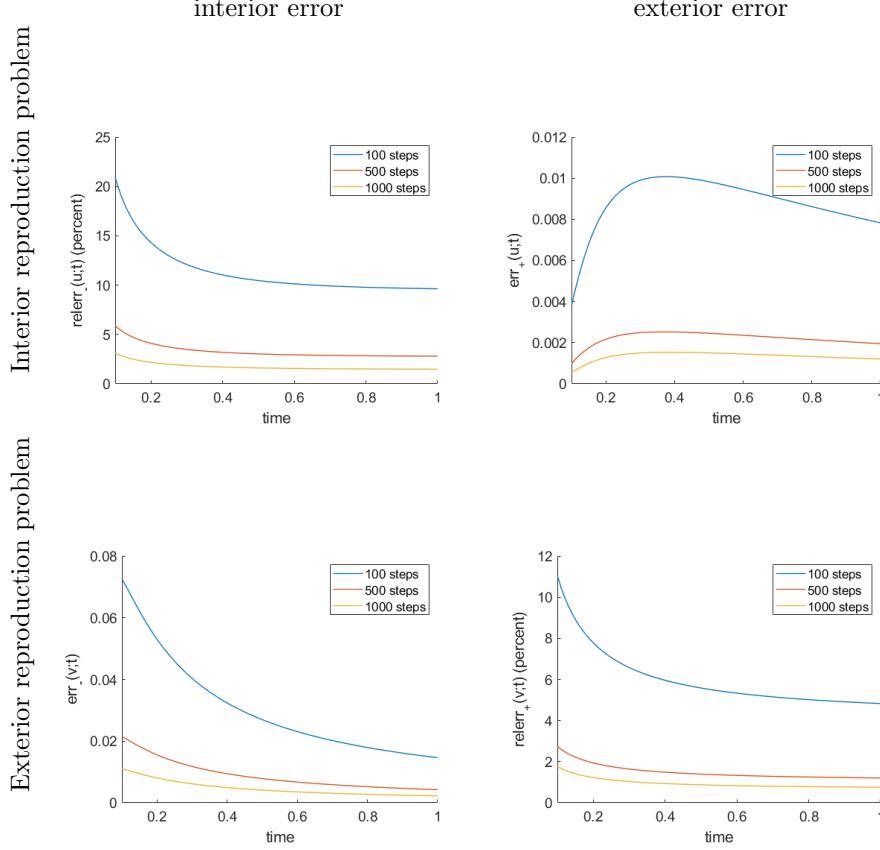 interior error
exterior error
Interior reproduction problem
25
20
15
10
5
0
0.2
0.4
0.6
0.8
1
time
relerr_(u;t) (percent)
100 steps
500 steps
1000 steps
0.012
0.01
0.008
0.006
0.004
0.002
0
0.2
0.4
0.6
0.8
1
time
err+(u;t)
100 steps
500 steps
1000 steps
Exterior reproduction problem
0.08
0.06
0.04
0.02
0
0.2
0.4
0.6
0.8
1
time
err_(v;t)
100 steps
500 steps
1000 steps
12
10
8
6
4
2
0
0.2
0.4
0.6
0.8
1
time
relerr+(v;t) (percent)
100 steps
500 steps
1000 steps